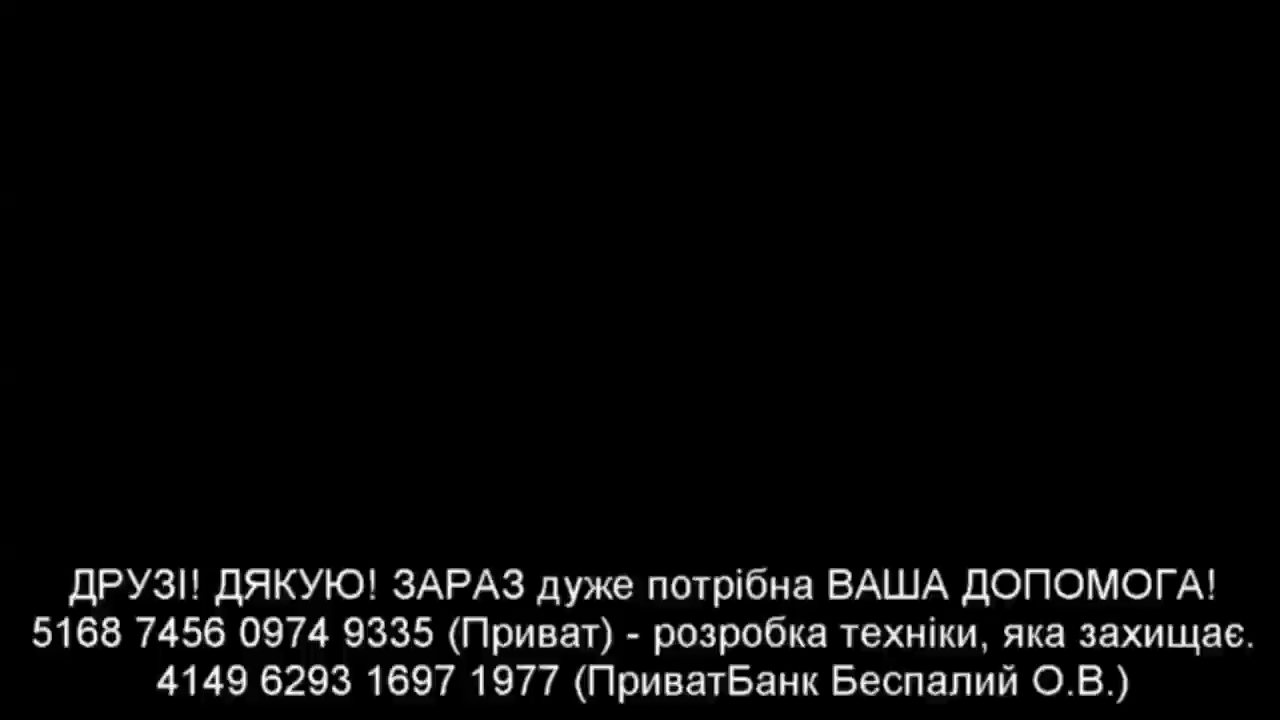 ДРУЗІ! ДЯКУЮ! ЗАРАЗ дуже потрібна ВАША ДОПОМОГА!
5168 7456 0974 9335 (Приват) - розробка техніки, яка захищає.
4149 6293 1697 1977 (ПриватБанк Беспалий О.В.)